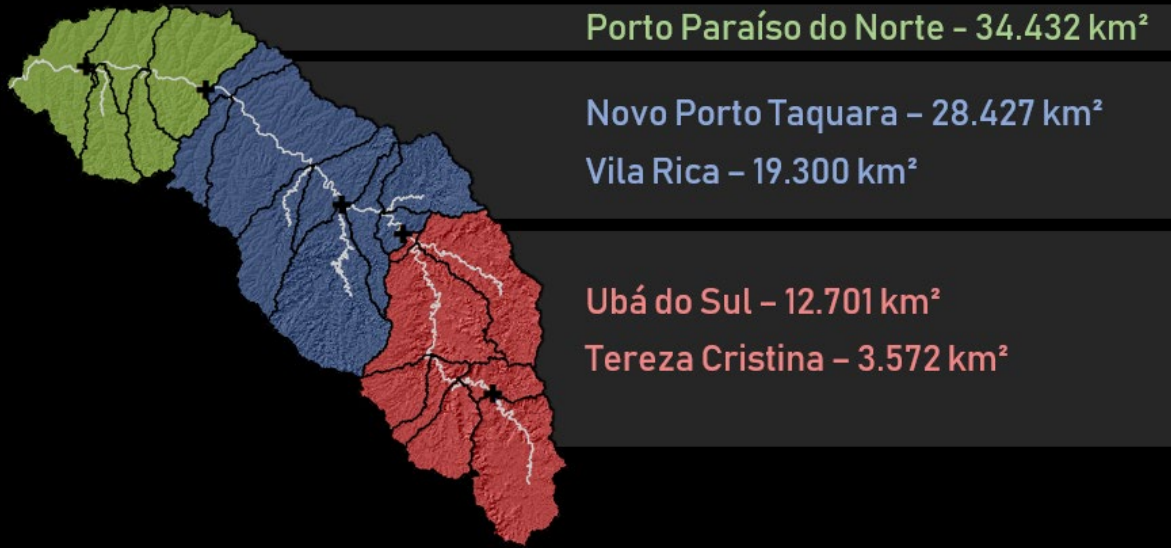 Porto Paraíso do Norte - 34.432 km²
Novo Porto Taquara – 28.427 km²
Vila Rica – 19.300 km²
Ubá do Sul – 12.701 km²
Tereza Cristina – 3.572 km²